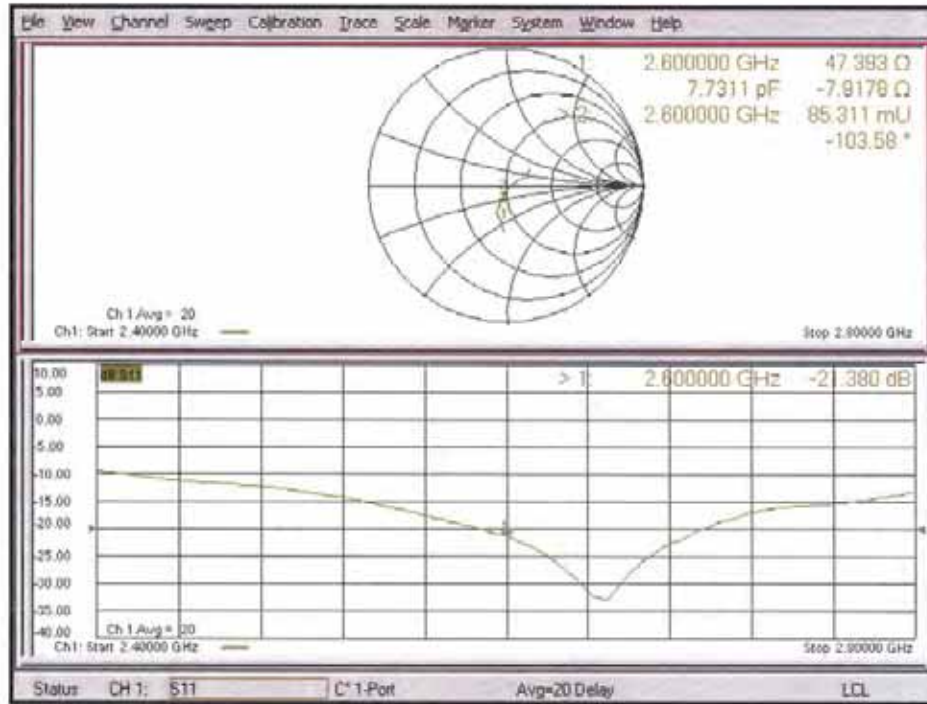 File View Channel Sweep Calibration Trace Scale Marker System Window Help
1: 2.600000 GHz 47.393 Ω
7.7311 pF -7.9178 Ω
> 2: 2.600000 GHz 85.311 mU
-103.58 °
Ch 1 Avg = 20
Ch1: Start 2.40000 GHz
Stop 2.80000 GHz
10.00
dB S11
> 1: 2.600000 GHz -21.380 dB
5.00
0.00
-5.00
-10.00
-15.00
-20.00
-25.00
-30.00
-35.00
-40.00
Ch 1 Avg = 20
Ch1: Start 2.40000 GHz
Stop 2.80000 GHz
Status CH 1: S11 C* 1-Port Avg=20 Delay LCL